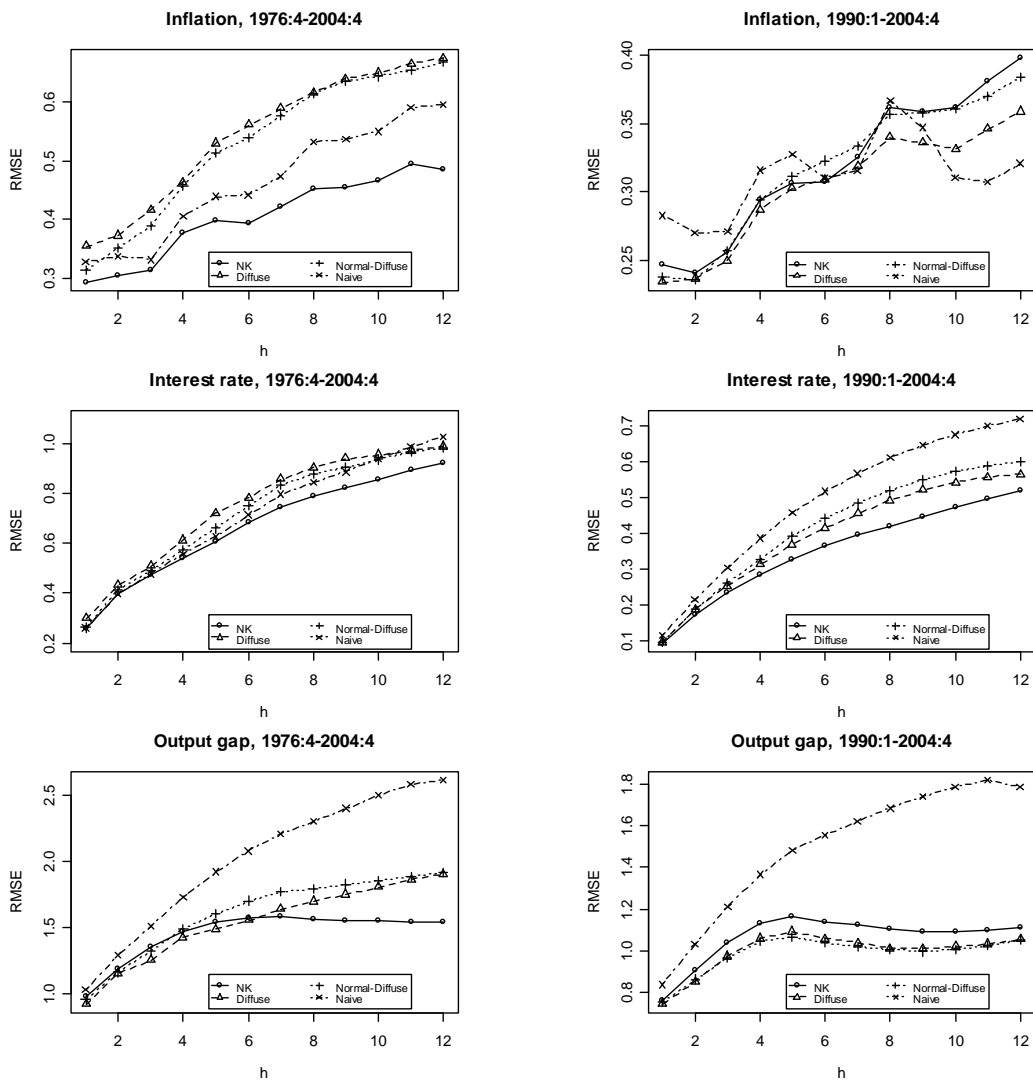 Inflation, 1976:4-2004:4
RMSE
0.3 0.4 0.5 0.6
NK Normal-Diffuse
Diffuse Naive
2 4 6 8 10 12
h
Inflation, 1990:1-2004:4
RMSE
0.25 0.30 0.35 0.40
NK Normal-Diffuse
Diffuse Naive
2 4 6 8 10 12
h
Interest rate, 1976:4-2004:4
RMSE
0.2 0.4 0.6 0.8 1.0
NK Normal-Diffuse
Diffuse Naive
2 4 6 8 10 12
h
Interest rate, 1990:1-2004:4
RMSE
0.1 0.2 0.3 0.4 0.5 0.6 0.7
NK Normal-Diffuse
Diffuse Naive
2 4 6 8 10 12
h
Output gap, 1976:4-2004:4
RMSE
1.0 1.5 2.0 2.5
NK Normal-Diffuse
Diffuse Naive
2 4 6 8 10 12
h
Output gap, 1990:1-2004:4
RMSE
0.8 1.0 1.2 1.4 1.6 1.8
NK Normal-Diffuse
Diffuse Naive
2 4 6 8 10 12
h